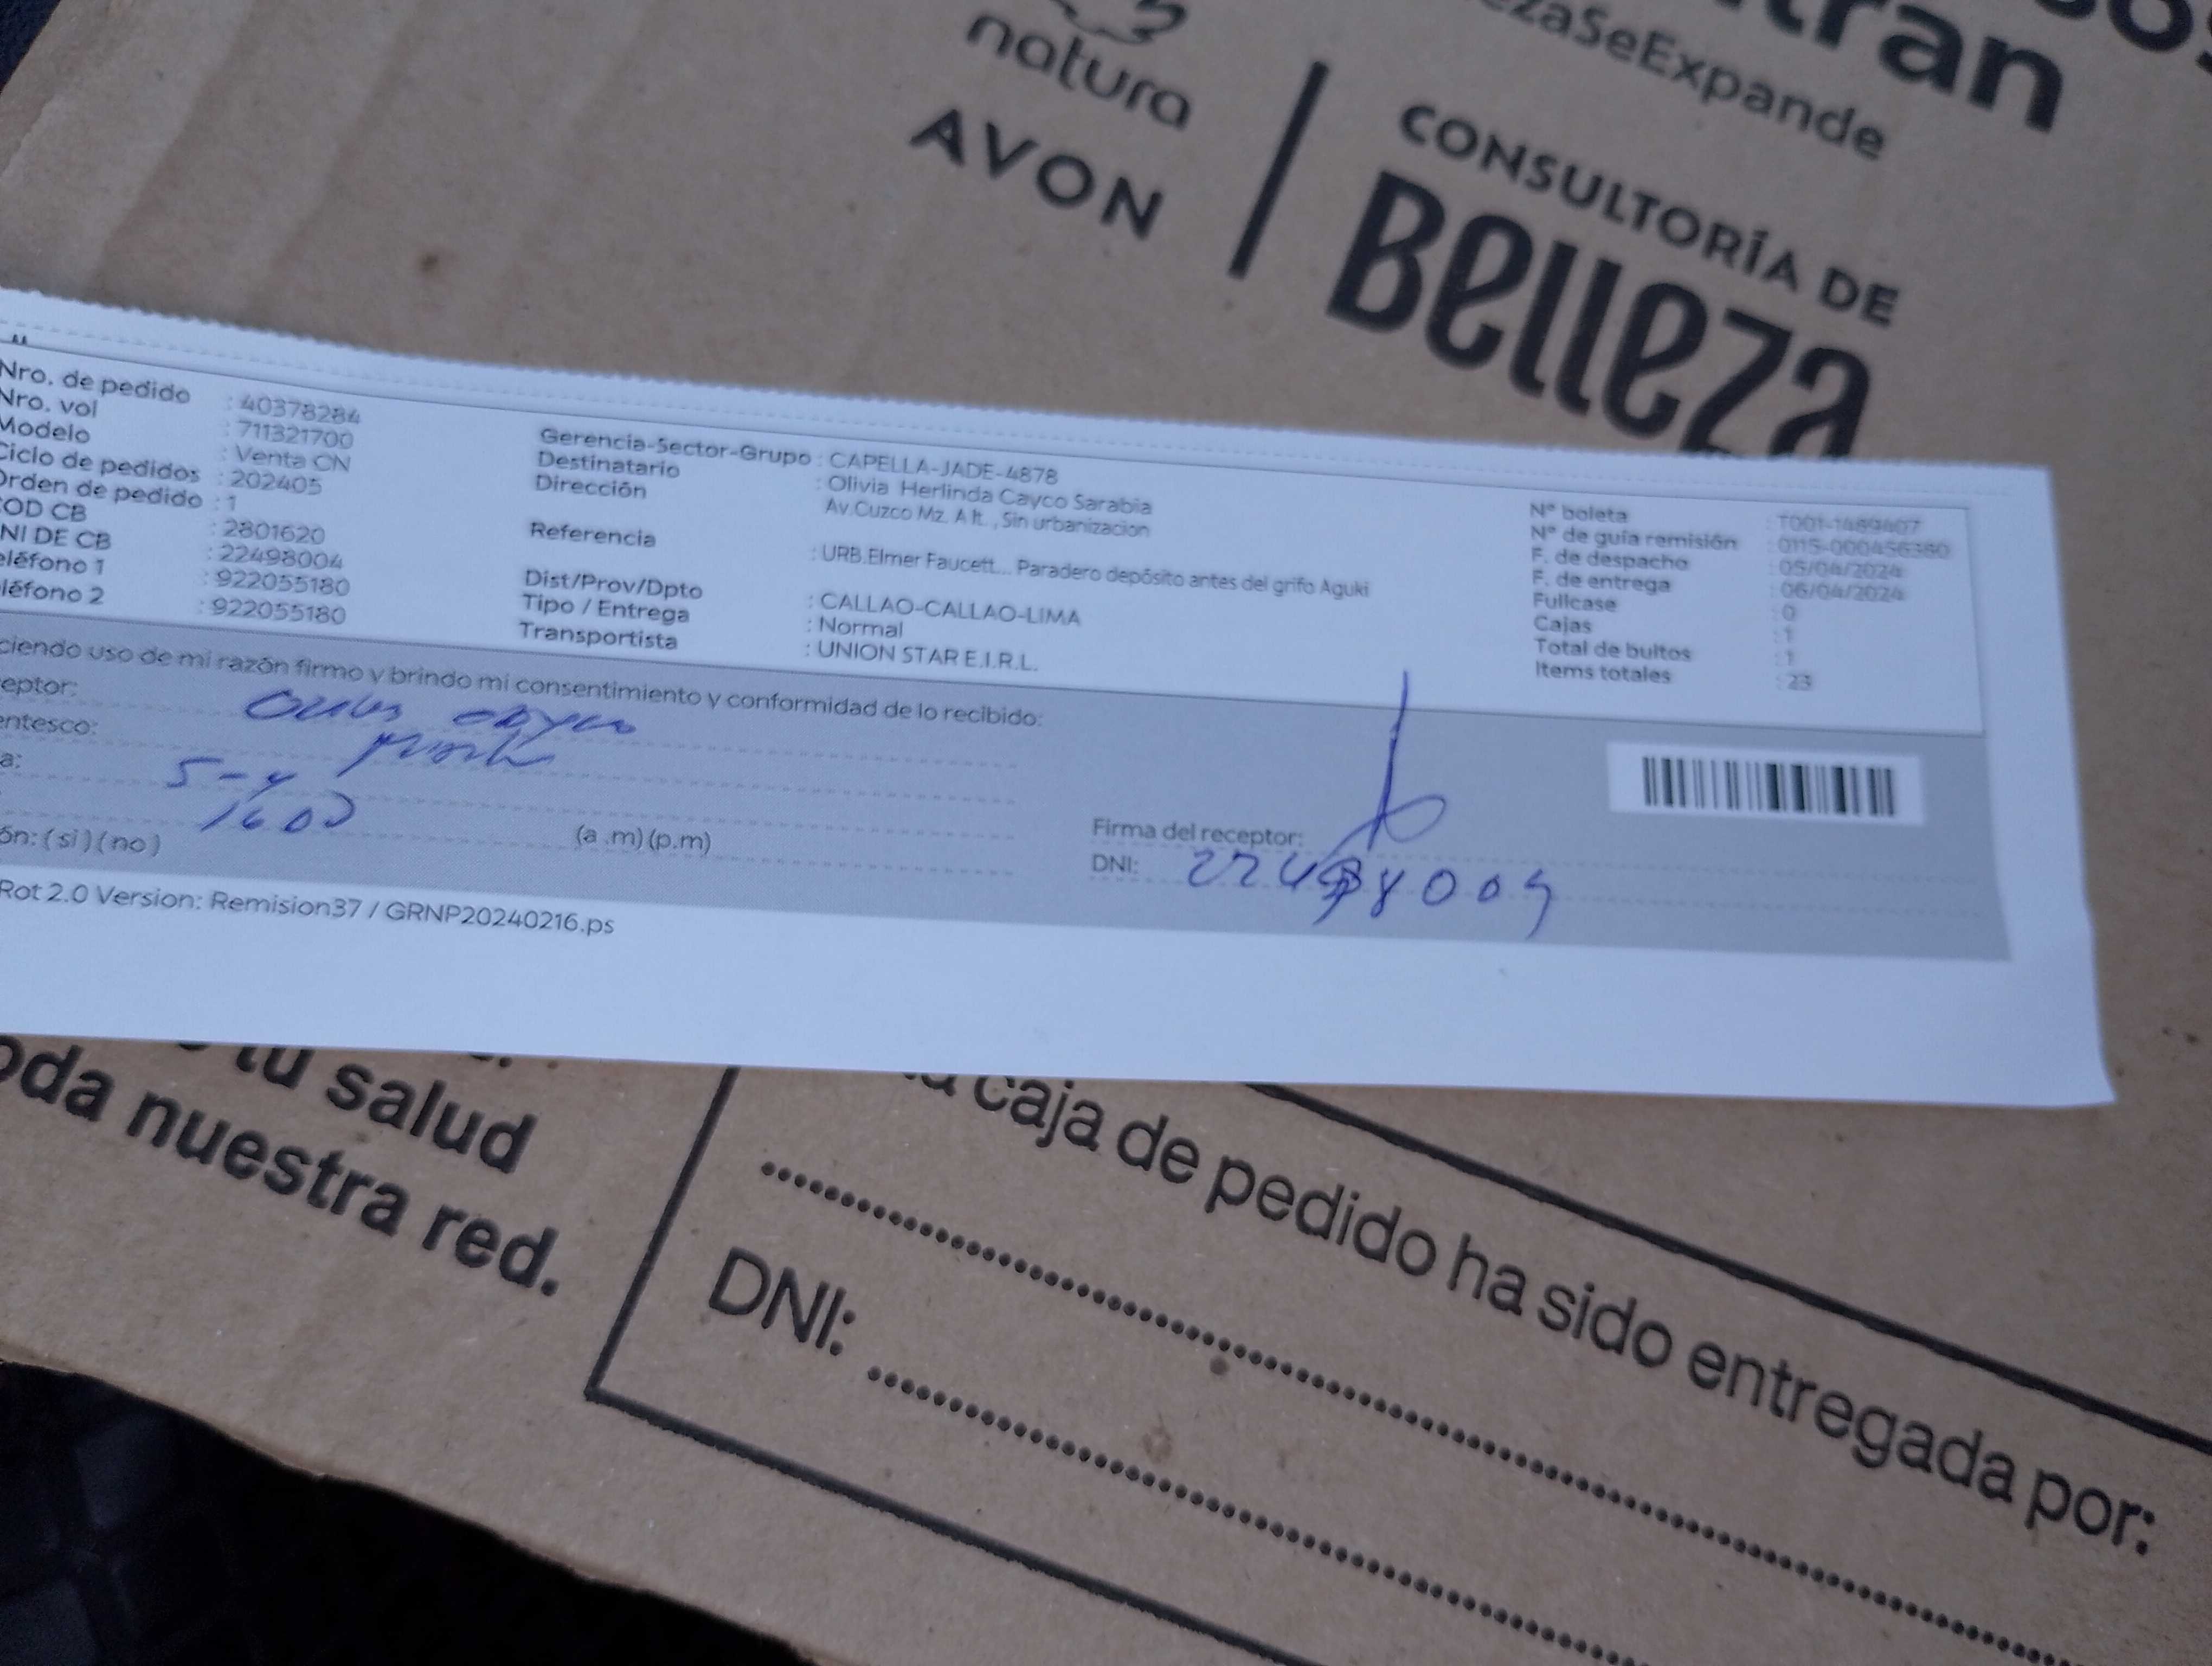 tran
ezaSeExpande
natura
AVON
CONSULTORÍA DE
Belleza
Nro. de pedido : 40378284
Nro. vol : 711321700
Modelo : Venta CN
Ciclo de pedidos : 202405
Orden de pedido : 1
COD CB : 2801620
NI DE CB : 22498004
eléfono 1 : 922055180
léfono 2 : 922055180
Gerencia-Sector-Grupo : CAPELLA-JADE-4878
Destinatario : Olivia Herlinda Cayco Sarabia
Dirección Av.Cuzco Mz. A lt. , Sin urbanizacion
Referencia : URB.Elmer Faucett... Paradero depósito antes del grifo Aguki
Dist/Prov/Dpto : CALLAO-CALLAO-LIMA
Tipo / Entrega : Normal
Transportista : UNION STAR E.I.R.L.
N° boleta : T001-1489407
N° de guía remisión : 0115-000456380
F. de despacho : 05/04/2024
F. de entrega : 06/04/2024
Fullcase : 0
Cajas : 1
Total de bultos : 1
Items totales : 23
ciendo uso de mi razón firmo y brindo mi consentimiento y conformidad de lo recibido:
eptor:
entesco:
a: 5-4
1600
ón: (si) (no) (a .m) (p.m)
Firma del receptor:
DNI: 22498004
Rot 2.0 Version: Remision37 / GRNP20240216.ps
tu salud
oda nuestra red.
caja de pedido ha sido entregada por:
DNI: